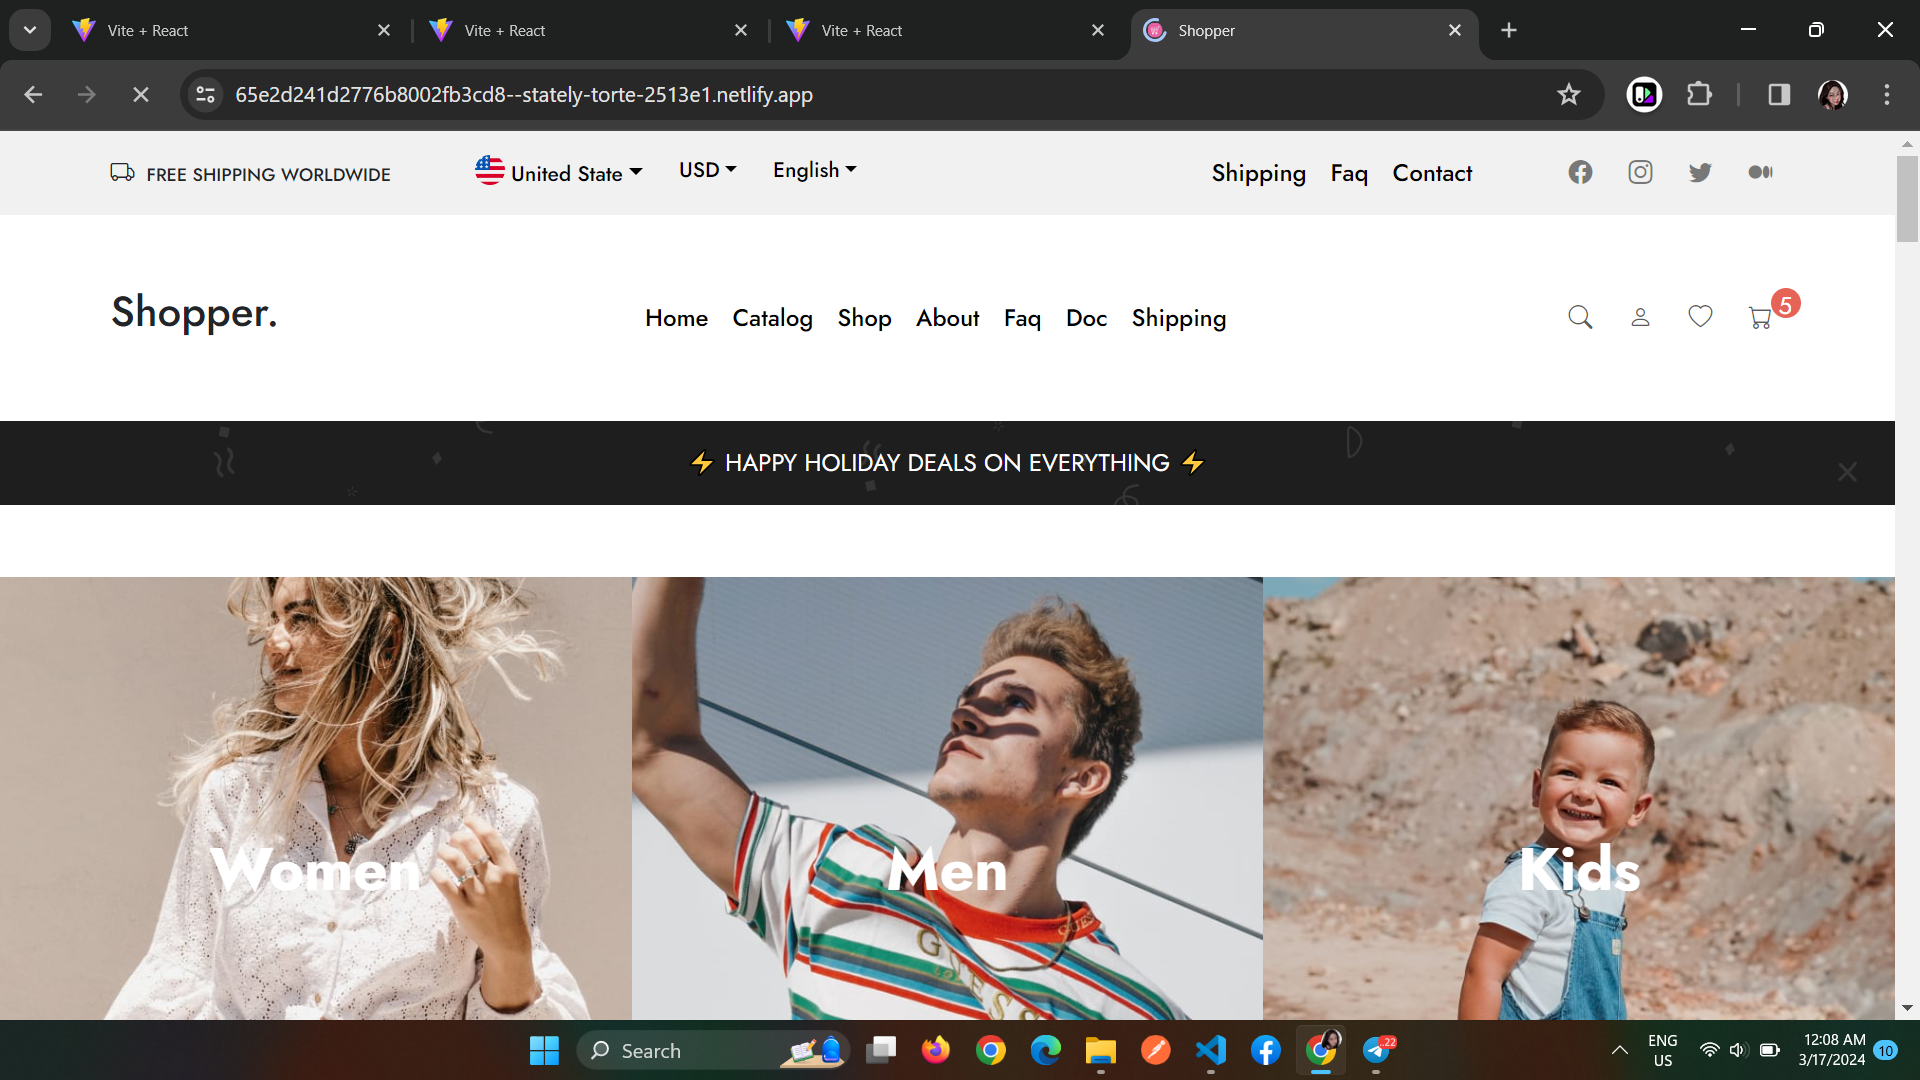 Vite + React
Vite + React
Vite + React
Shopper
65e2d241d2776b8002fb3cd8--stately-torte-2513e1.netlify.app
FREE SHIPPING WORLDWIDE
United State
USD
English
Shipping
Faq
Contact
Shopper.
Home
Catalog
Shop
About
Faq
Doc
Shipping
5
⚡ HAPPY HOLIDAY DEALS ON EVERYTHING ⚡
Women
Men
Kids
GUESS
GUESS
Search
..22
ENG
US
12:08 AM
3/17/2024
10